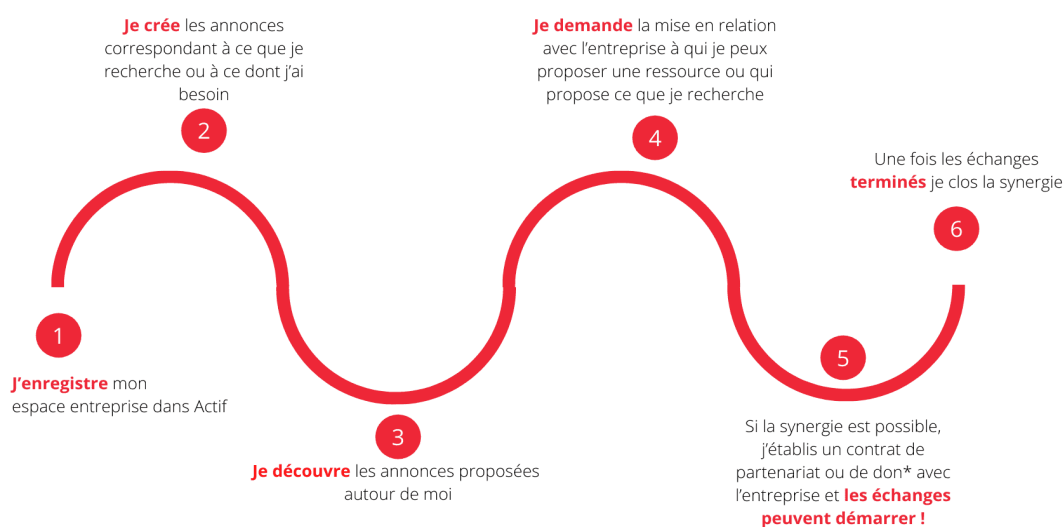 1
J’enregistre mon
espace entreprise dans Actif
Je crée les annonces
correspondant à ce que je
recherche ou à ce dont j’ai
besoin
2
3
Je découvre les annonces proposées
autour de moi
Je demande la mise en relation
avec l’entreprise à qui je peux
proposer une ressource ou qui
propose ce que je recherche
4
5
Si la synergie est possible,
j’établis un contrat de
partenariat ou de don* avec
l’entreprise et les échanges
peuvent démarrer !
Une fois les échanges
terminés je clos la synergie
6